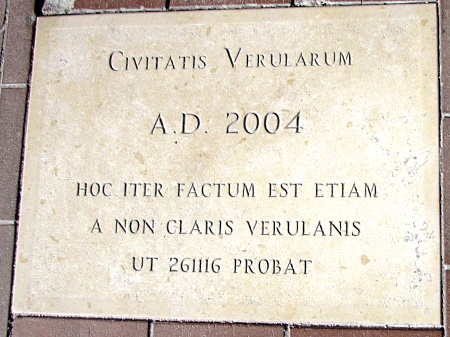 CIVITATIS VERULARUM
A.D. 2004
HOC ITER FACTUM EST ETIAM
A NON CLARIS VERULANIS
UT 261116 PROBAT